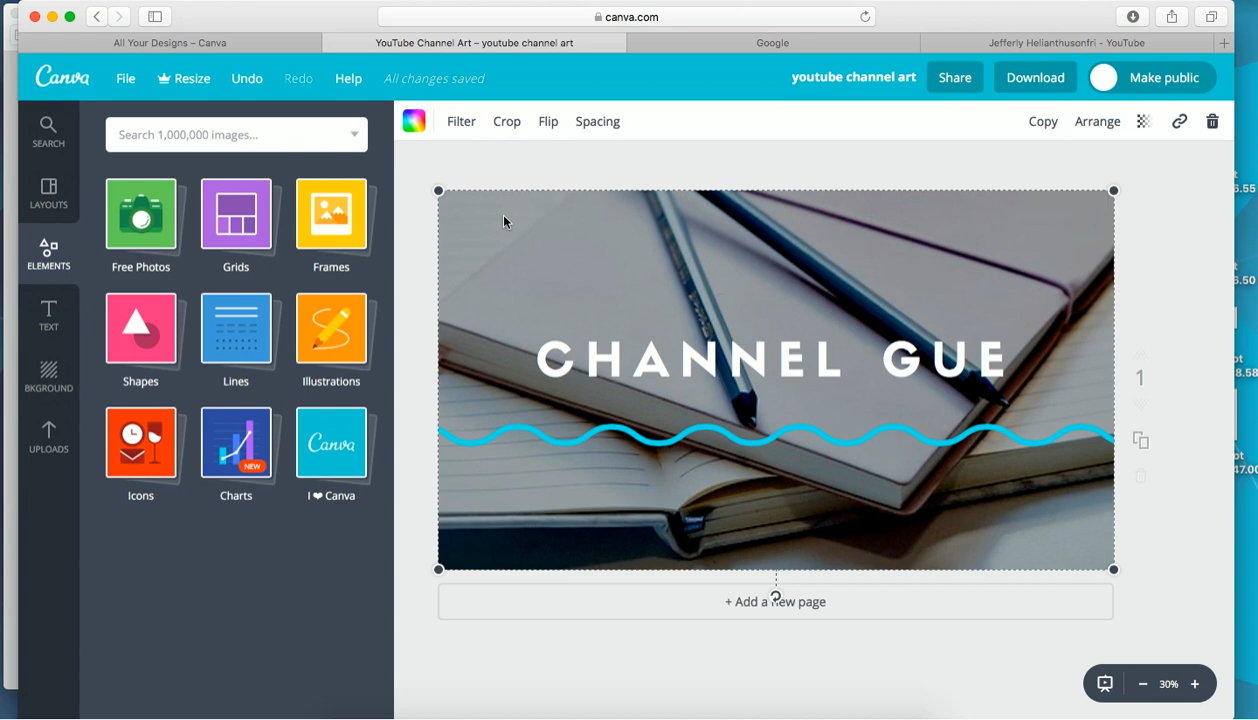 canva.com
All Your Designs – Canva
YouTube Channel Art – youtube channel art
Google
Jefferly Helianthusonfri - YouTube
Canva
File
Resize
Undo
Redo
Help
All changes saved
youtube channel art
Share
Download
Make public
SEARCH
LAYOUTS
ELEMENTS
TEXT
BKGROUND
UPLOADS
Search 1,000,000 images...
Free Photos
Grids
Frames
Shapes
Lines
Illustrations
NEW
Canva
Icons
Charts
I ❤ Canva
Filter
Crop
Flip
Spacing
Copy
Arrange
CHANNEL GUE
1
+ Add a new page
30%